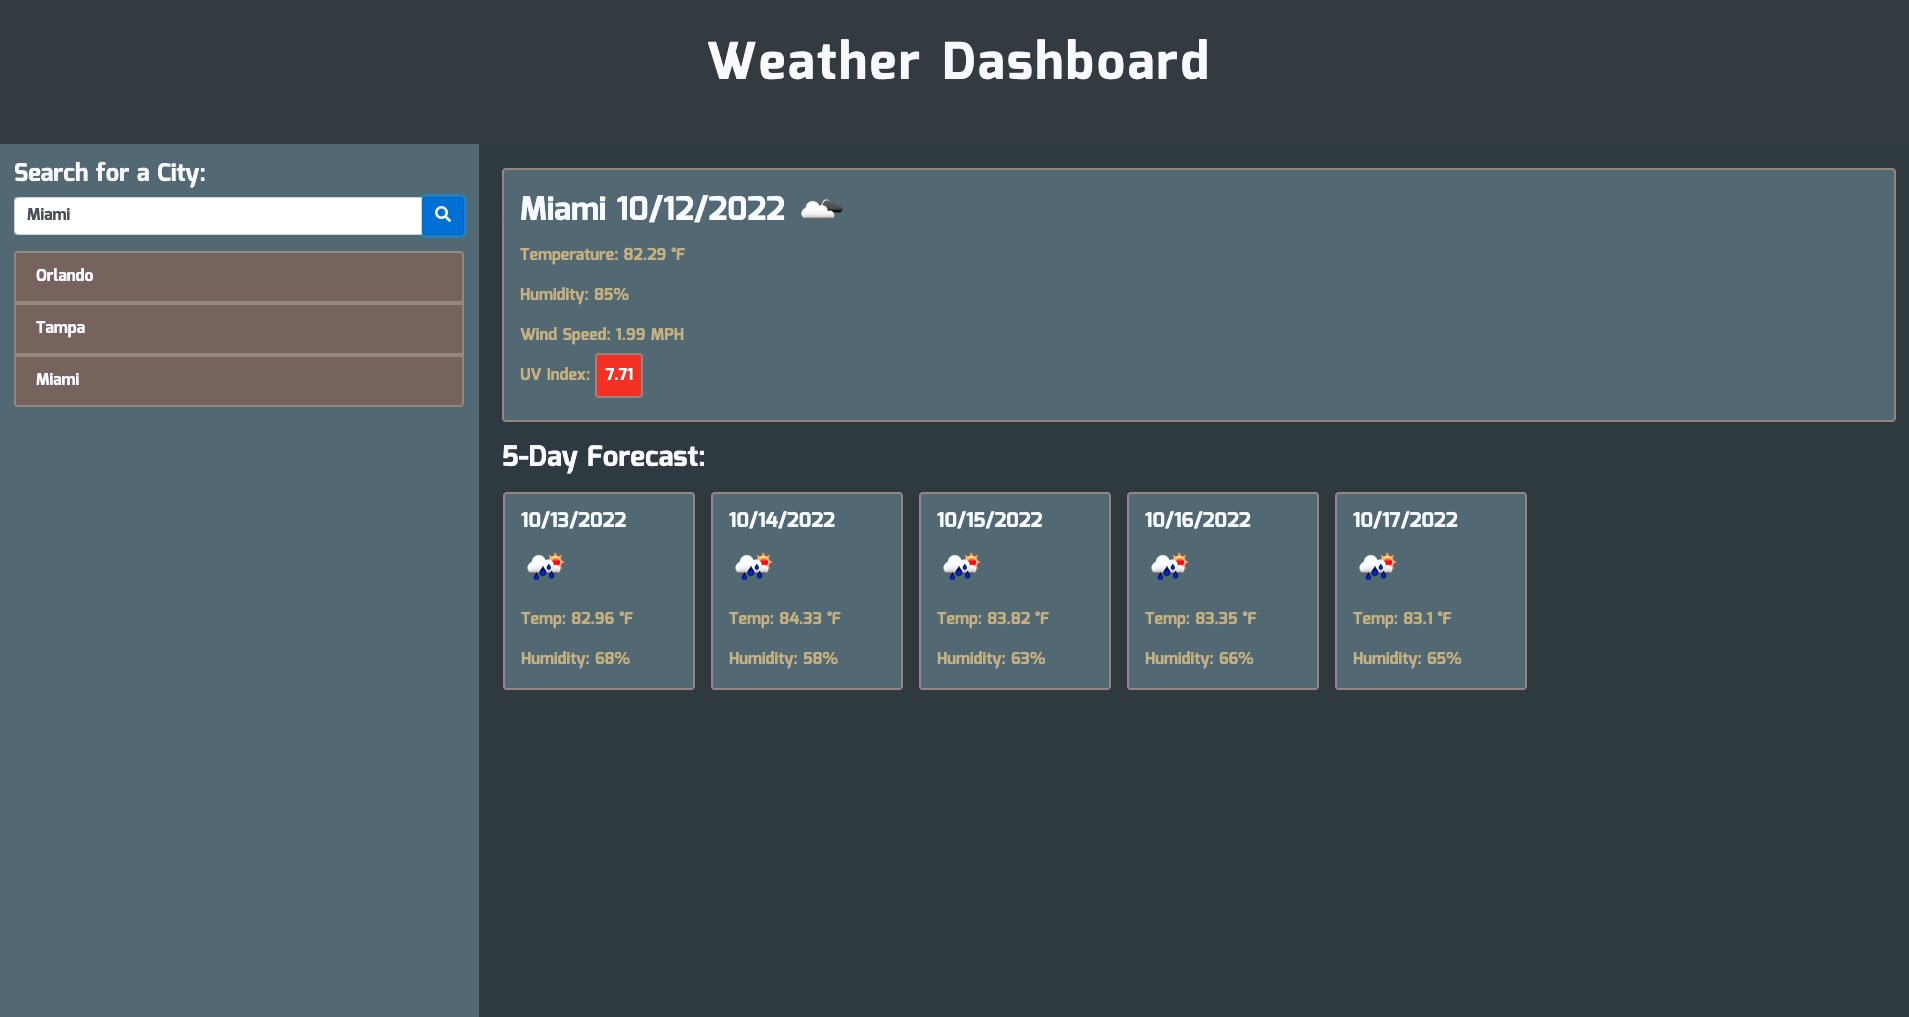 Weather Dashboard
Search for a City:
Miami
Orlando
Tampa
Miami
Miami 10/12/2022
Temperature: 82.29 °F
Humidity: 85%
Wind Speed: 1.99 MPH
UV Index: 7.71
5-Day Forecast:
10/13/2022
Temp: 82.96 °F
Humidity: 68%
10/14/2022
Temp: 84.33 °F
Humidity: 58%
10/15/2022
Temp: 83.82 °F
Humidity: 63%
10/16/2022
Temp: 83.35 °F
Humidity: 66%
10/17/2022
Temp: 83.1 °F
Humidity: 65%